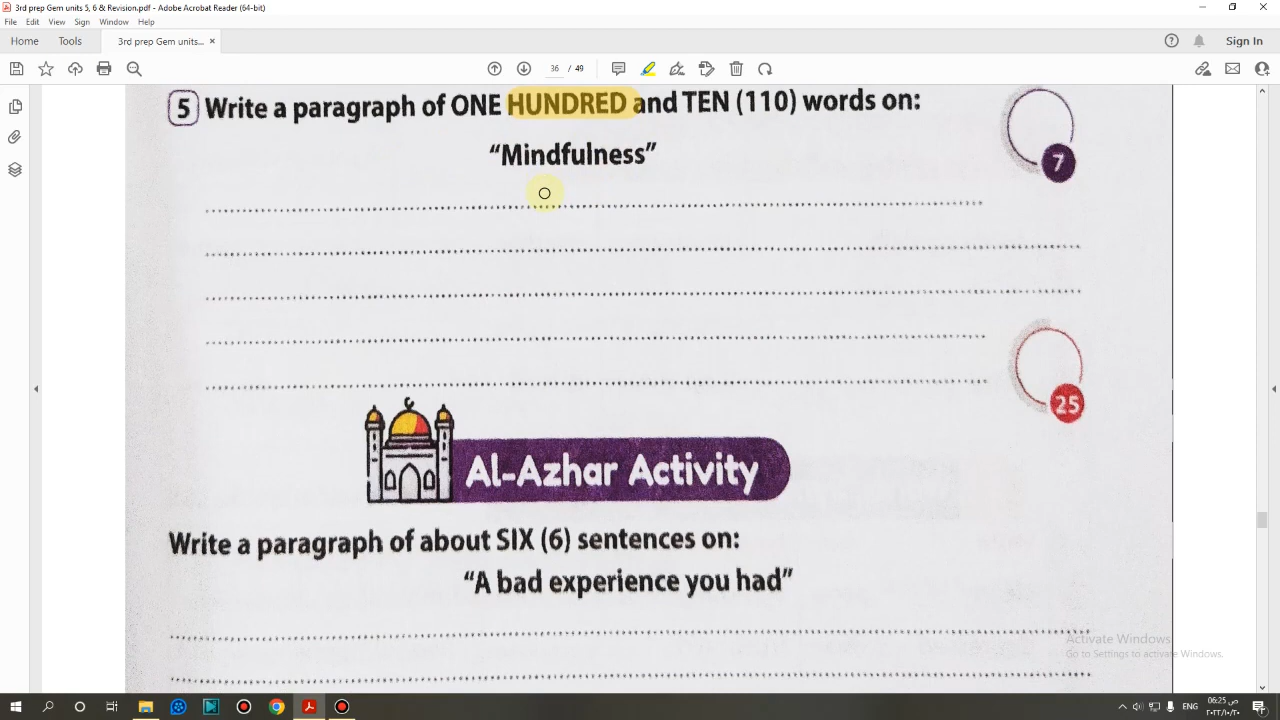 3rd prep Gem units 5, 6 & Revision.pdf - Adobe Acrobat Reader (64-bit)
File Edit View Sign Window Help
Home Tools 3rd prep Gem units... × Sign In
36 / 49
5 Write a paragraph of ONE HUNDRED and TEN (110) words on:
“Mindfulness”
7
25
Al-Azhar Activity
Write a paragraph of about SIX (6) sentences on:
“A bad experience you had”
Activate Windows
Go to Settings to activate Windows.
ENG 06:25 ص